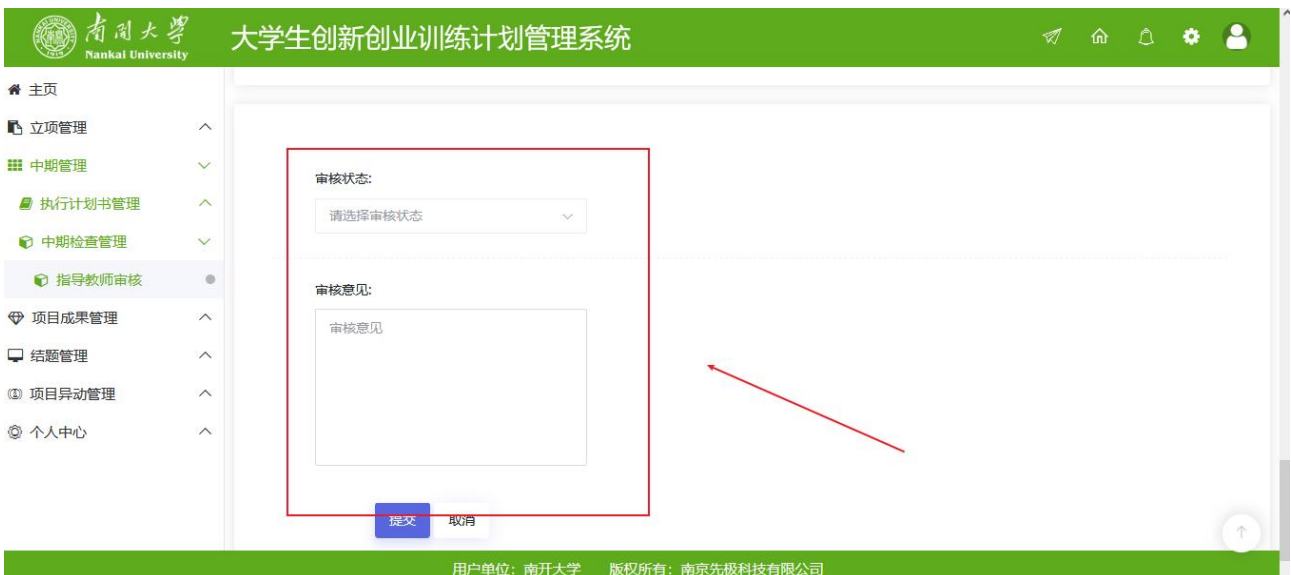 南开大学
Nankai University
1919
大学生创新创业训练计划管理系统
主页
立项管理
中期管理
执行计划书管理
中期检查管理
指导教师审核
项目成果管理
结题管理
项目异动管理
个人中心
审核状态:
请选择审核状态
审核意见:
审核意见
提交 取消
用户单位：南开大学 版权所有：南京先极科技有限公司